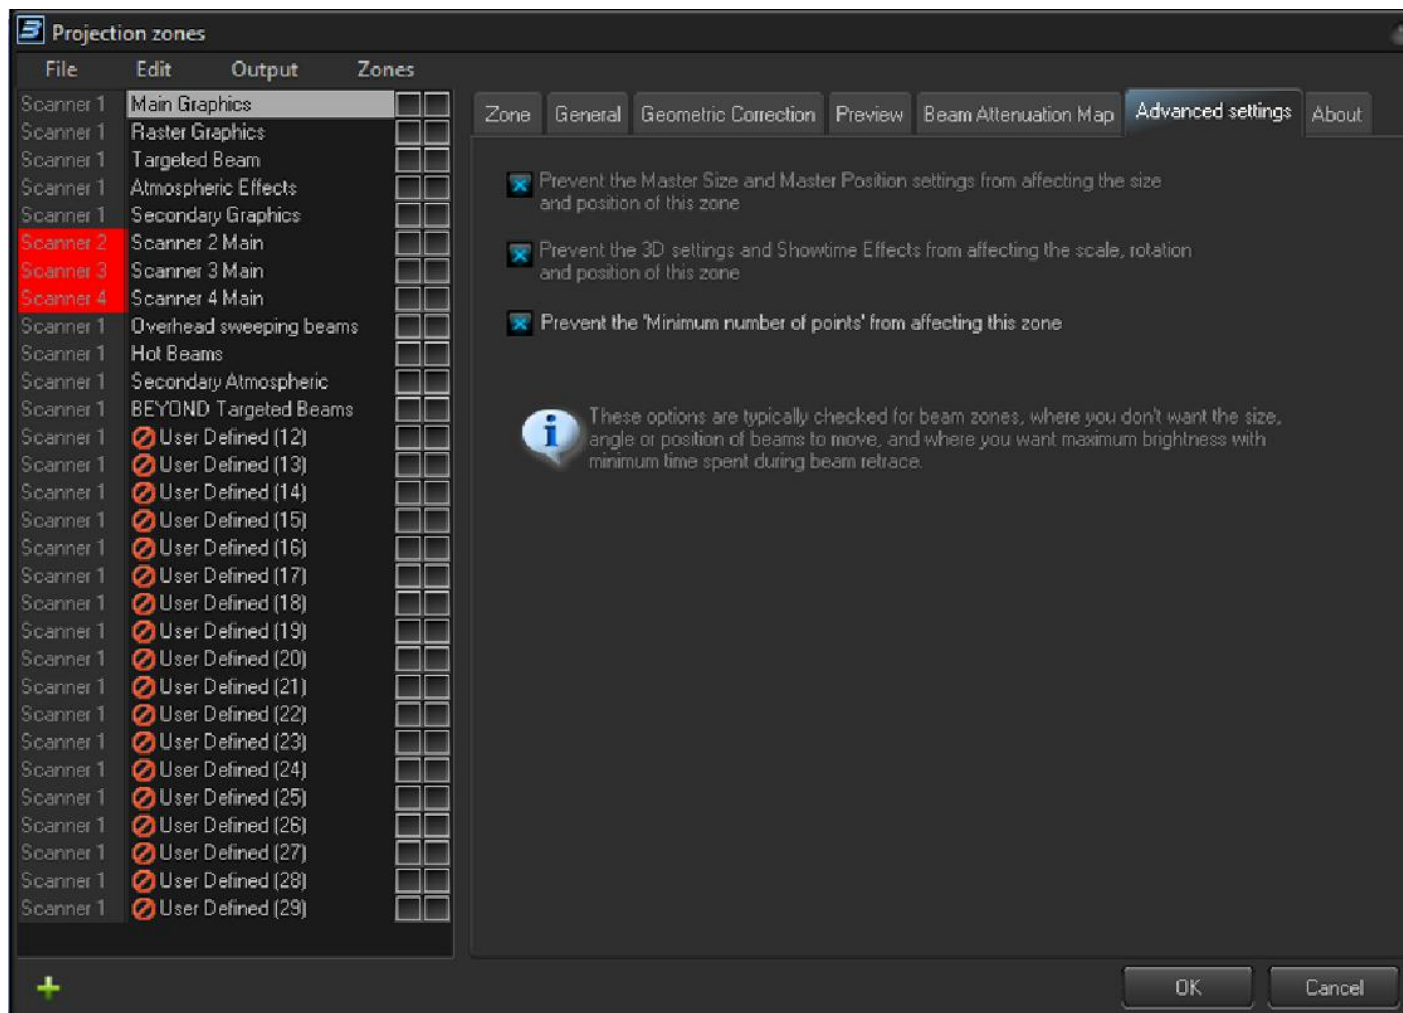 Projection zones
File Edit Output Zones
Scanner 1 Main Graphics
Scanner 1 Raster Graphics
Scanner 1 Targeted Beam
Scanner 1 Atmospheric Effects
Scanner 1 Secondary Graphics
Scanner 2 Scanner 2 Main
Scanner 3 Scanner 3 Main
Scanner 4 Scanner 4 Main
Scanner 1 Overhead sweeping beams
Scanner 1 Hot Beams
Scanner 1 Secondary Atmospheric
Scanner 1 BEYOND Targeted Beams
Scanner 1 User Defined (12)
Scanner 1 User Defined (13)
Scanner 1 User Defined (14)
Scanner 1 User Defined (15)
Scanner 1 User Defined (16)
Scanner 1 User Defined (17)
Scanner 1 User Defined (18)
Scanner 1 User Defined (19)
Scanner 1 User Defined (20)
Scanner 1 User Defined (21)
Scanner 1 User Defined (22)
Scanner 1 User Defined (23)
Scanner 1 User Defined (24)
Scanner 1 User Defined (25)
Scanner 1 User Defined (26)
Scanner 1 User Defined (27)
Scanner 1 User Defined (28)
Scanner 1 User Defined (29)
Zone General Geometric Correction Preview Beam Attenuation Map Advanced settings About
Prevent the Master Size and Master Position settings from affecting the size
and position of this zone
Prevent the 3D settings and Showtime Effects from affecting the scale, rotation
and position of this zone
Prevent the 'Minimum number of points' from affecting this zone
These options are typically checked for beam zones, where you don't want the size,
angle or position of beams to move, and where you want maximum brightness with
minimum time spent during beam retrace.
OK Cancel